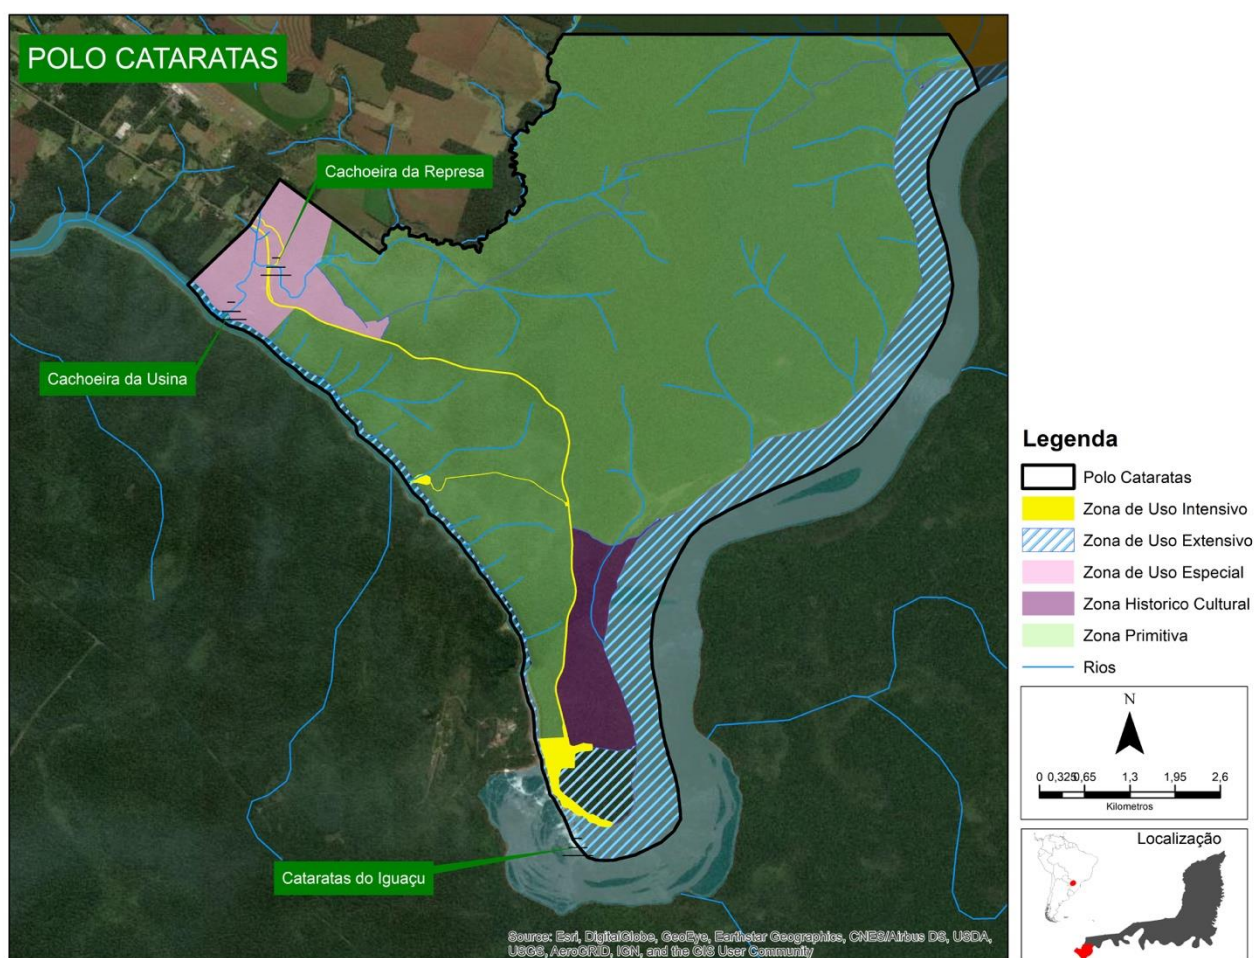 POLO CATARATAS
Cachoeira da Represa
Cachoeira da Usina
Cataratas do Iguaçu
Source: Esri, DigitalGlobe, GeoEye, Earthstar Geographics, CNES/Airbus DS, USDA,
USGS, AeroGRID, IGN, and the GIS User Community
Legenda
Polo Cataratas
Zona de Uso Intensivo
Zona de Uso Extensivo
Zona de Uso Especial
Zona Historico Cultural
Zona Primitiva
Rios
N
0 0,325 0,65 1,3 1,95 2,6
Kilometros
Localização